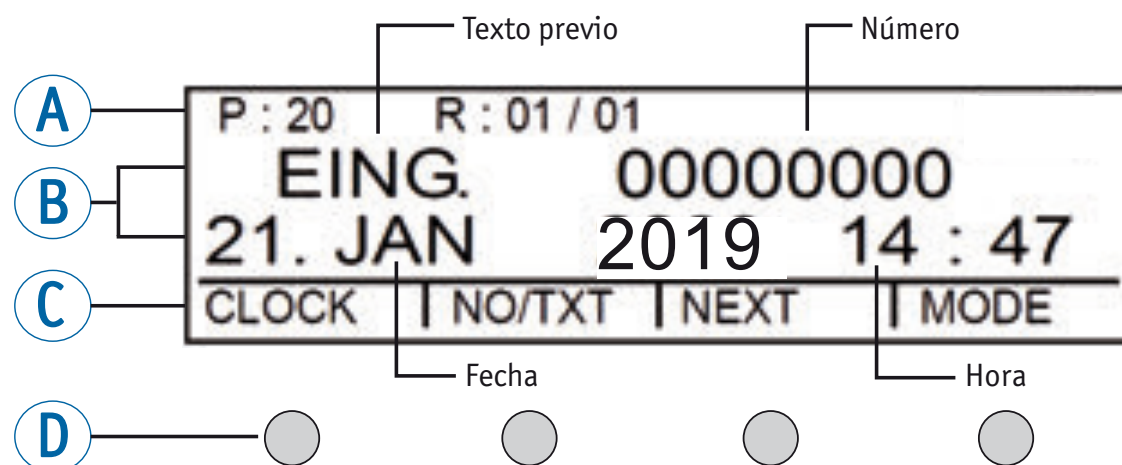 Texto previo Número
A P : 20 R : 01 / 01
B EING. 00000000
21. JAN 2019 14 : 47
C CLOCK NO/TXT NEXT MODE
Fecha Hora
D